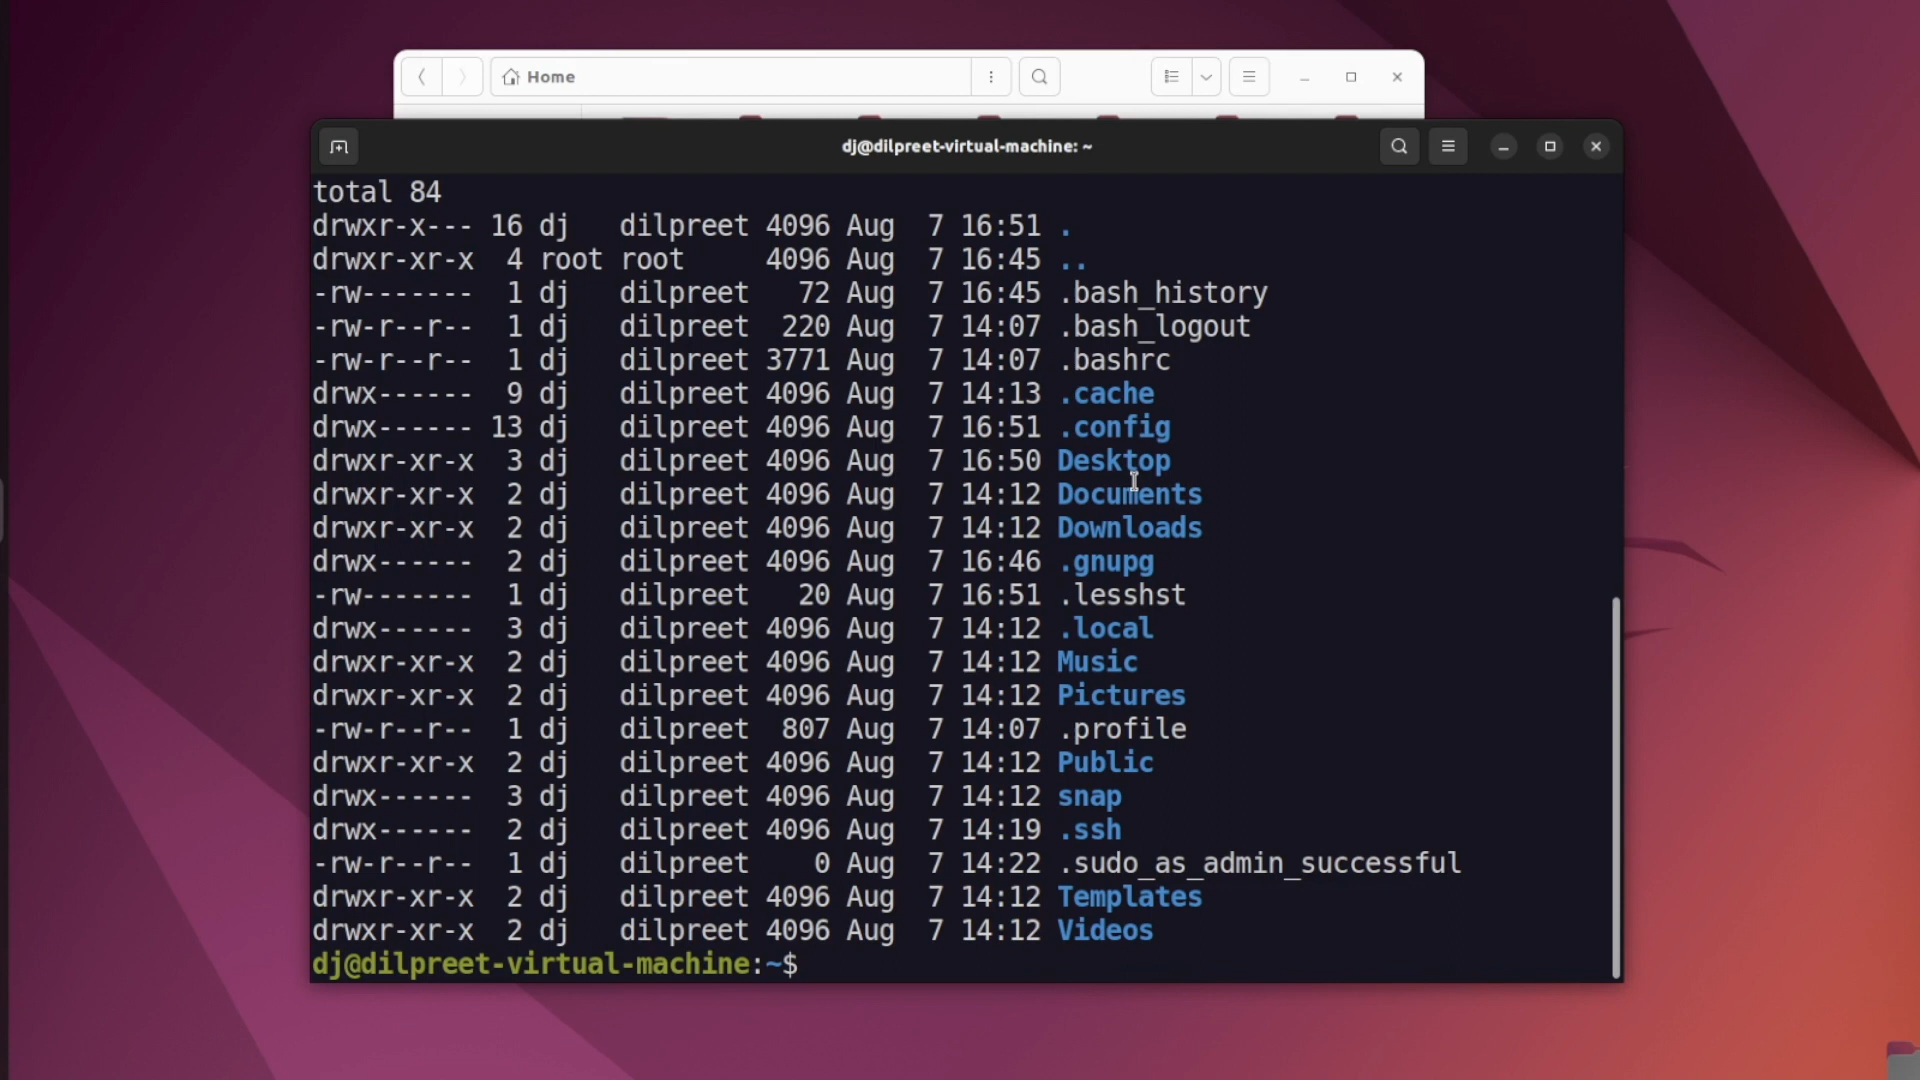 Home
dj@dilpreet-virtual-machine: ~
total 84
drwxr-x--- 16 dj   dilpreet 4096 Aug  7 16:51 .
drwxr-xr-x  4 root root     4096 Aug  7 16:45 ..
-rw-------  1 dj   dilpreet   72 Aug  7 16:45 .bash_history
-rw-r--r--  1 dj   dilpreet  220 Aug  7 14:07 .bash_logout
-rw-r--r--  1 dj   dilpreet 3771 Aug  7 14:07 .bashrc
drwx------  9 dj   dilpreet 4096 Aug  7 14:13 .cache
drwx------ 13 dj   dilpreet 4096 Aug  7 16:51 .config
drwxr-xr-x  3 dj   dilpreet 4096 Aug  7 16:50 Desktop
drwxr-xr-x  2 dj   dilpreet 4096 Aug  7 14:12 Documents
drwxr-xr-x  2 dj   dilpreet 4096 Aug  7 14:12 Downloads
drwx------  2 dj   dilpreet 4096 Aug  7 16:46 .gnupg
-rw-------  1 dj   dilpreet   20 Aug  7 16:51 .lesshst
drwx------  3 dj   dilpreet 4096 Aug  7 14:12 .local
drwxr-xr-x  2 dj   dilpreet 4096 Aug  7 14:12 Music
drwxr-xr-x  2 dj   dilpreet 4096 Aug  7 14:12 Pictures
-rw-r--r--  1 dj   dilpreet  807 Aug  7 14:07 .profile
drwxr-xr-x  2 dj   dilpreet 4096 Aug  7 14:12 Public
drwx------  3 dj   dilpreet 4096 Aug  7 14:12 snap
drwx------  2 dj   dilpreet 4096 Aug  7 14:19 .ssh
-rw-r--r--  1 dj   dilpreet    0 Aug  7 14:22 .sudo_as_admin_successful
drwxr-xr-x  2 dj   dilpreet 4096 Aug  7 14:12 Templates
drwxr-xr-x  2 dj   dilpreet 4096 Aug  7 14:12 Videos
dj@dilpreet-virtual-machine:~$